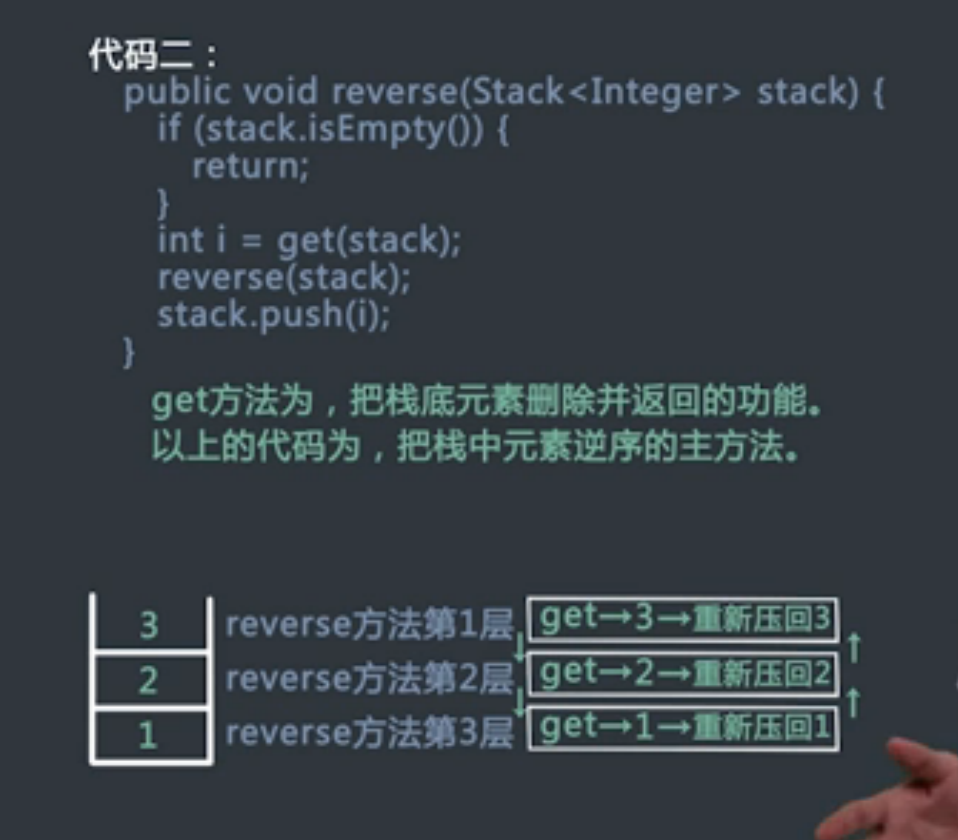 代码二：
public void reverse(Stack<Integer> stack) {
if (stack.isEmpty()) {
return;
}
int i = get(stack);
reverse(stack);
stack.push(i);
}
get方法为，把栈底元素删除并返回的功能。
以上的代码为，把栈中元素逆序的主方法。
3 reverse方法第1层 get→3→重新压回3
↓ ↑
2 reverse方法第2层 get→2→重新压回2
↓ ↑
1 reverse方法第3层 get→1→重新压回1